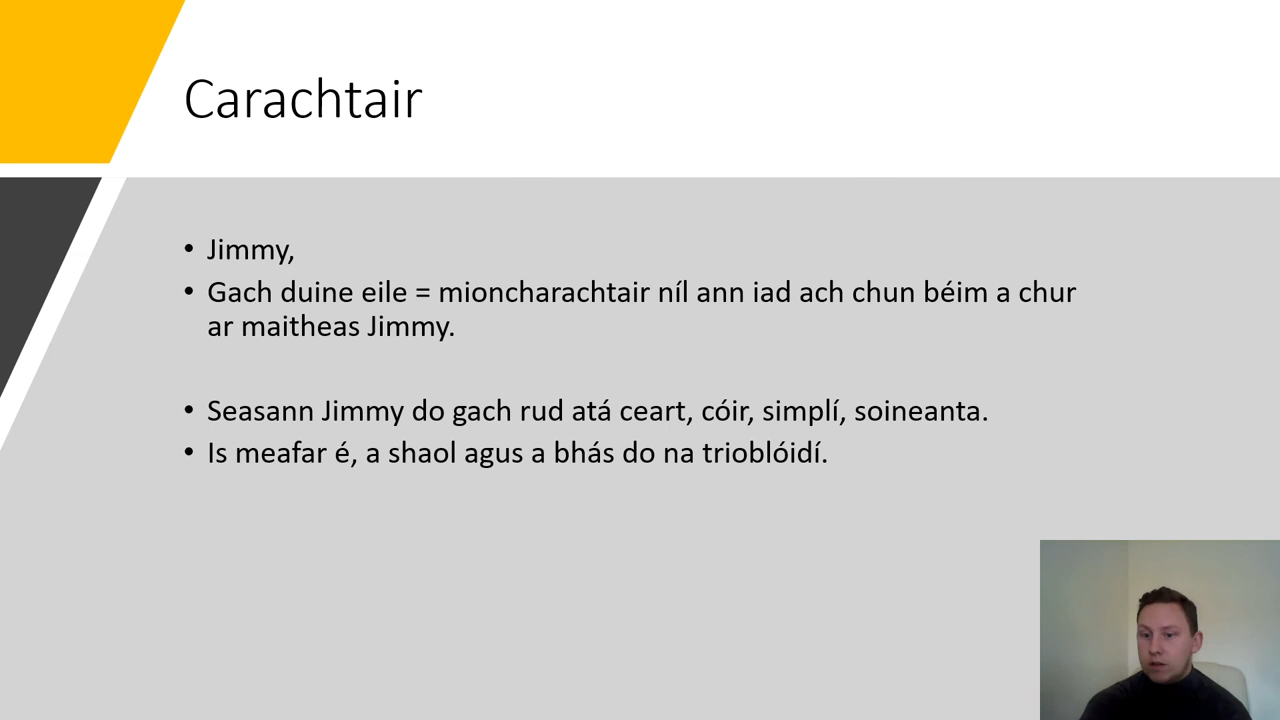 Carachtair
• Jimmy,
• Gach duine eile = mioncharachtair níl ann iad ach chun béim a chur
ar maitheas Jimmy.
• Seasann Jimmy do gach rud atá ceart, cóir, simplí, soineanta.
• Is meafar é, a shaol agus a bhás do na trioblóidí.